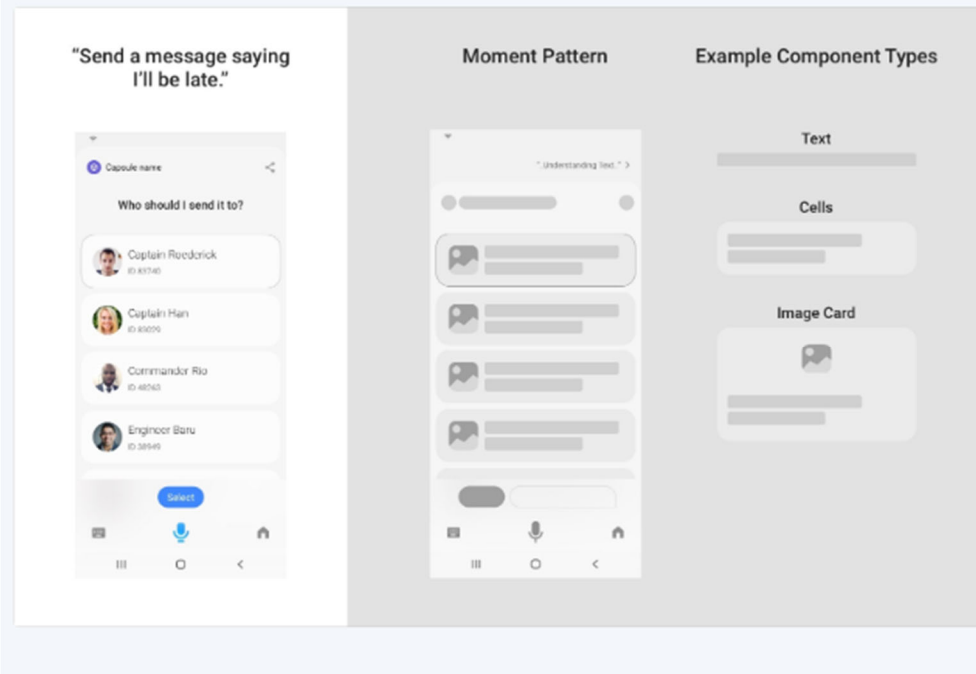 “Send a message saying
I’ll be late.”
Capsule name
Who should I send it to?
Captain Roederick
Captain Han
Commander Rio
Engineer Baru
Select
Moment Pattern
“..Understanding Text..”
Example Component Types
Text
Cells
Image Card